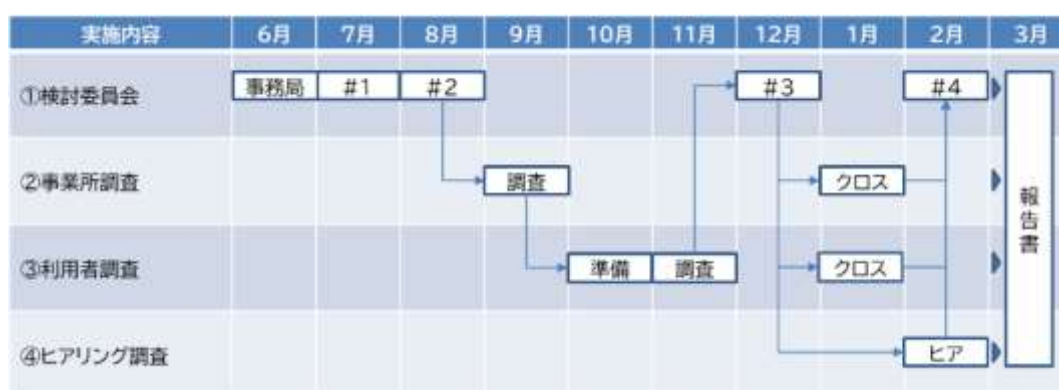 実施内容 6月 7月 8月 9月 10月 11月 12月 1月 2月 3月
①検討委員会 事務局 #1 #2 #3 #4
②事業所調査 調査 クロス
③利用者調査 準備 調査 クロス
④ヒアリング調査 ヒア
報告書